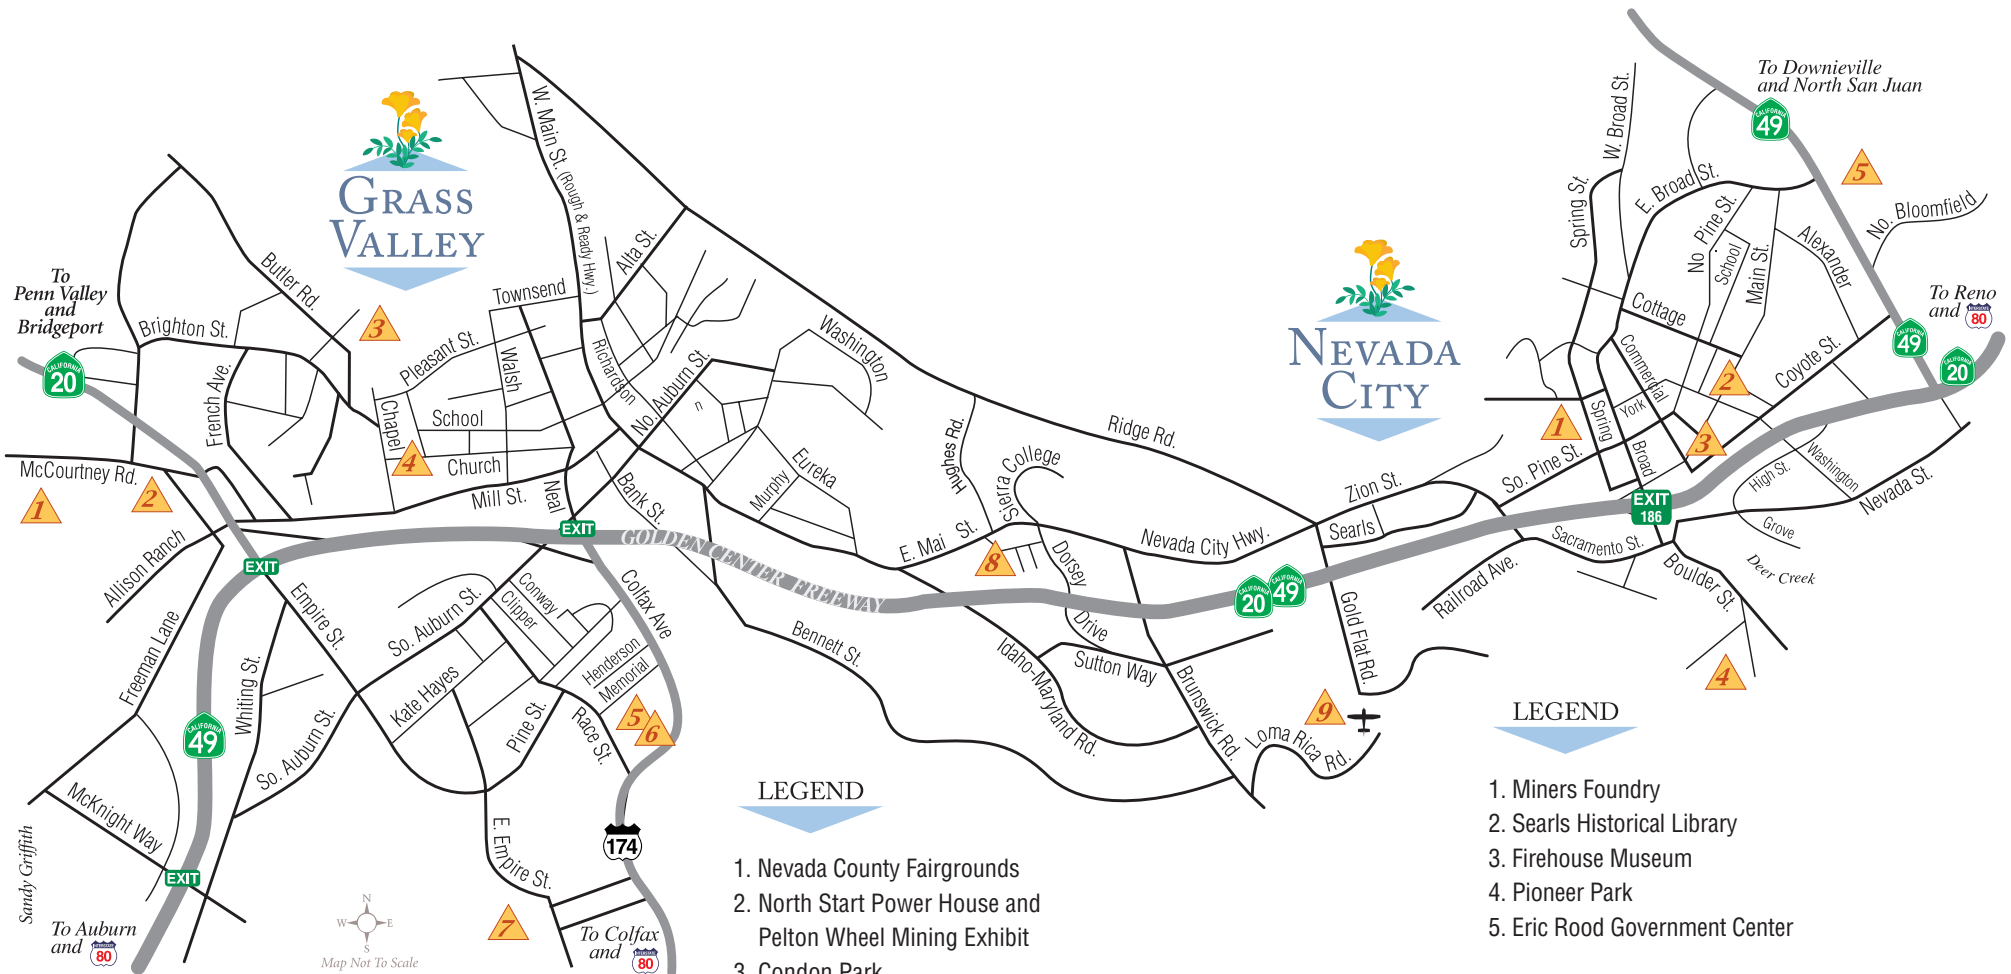 GRASS
VALLEY
NEVADA
CITY
To Downieville
and North San Juan
CALIFORNIA
49
5
W. Broad St.
Spring St.
E. Broad St.
No Pine St.
School
Main St.
Alexander
No. Bloomfield
To Reno
and 80
CALIFORNIA
49
CALIFORNIA
20
Cottage
Commercial
Coyote St.
2
1
3
York
Spring
Broad
So. Pine St.
Washington
High St.
Nevada St.
Grove
Deer Creek
EXIT
186
Sacramento St.
Boulder St.
4
Railroad Ave.
Zion St.
Searls
Gold Flat Rd.
Nevada City Hwy.
Ridge Rd.
CALIFORNIA
20
CALIFORNIA
49
9
Loma Rica Rd.
Brunswick Rd.
Sutton Way
Dorsey
Drive
Sierra College
Hughes Rd.
8
E. Mai St.
Idaho-Maryland Rd.
Bennett St.
GOLDEN CENTER FREEWAY
Washington
Eureka
Murphy
n
No. Auburn St.
Richardson
Alta St.
W. Main St. (Rough & Ready Hwy.)
Townsend
Walsh
Pleasant St.
School
Church
Chapel
4
3
Butler Rd.
Brighton St.
French Ave.
To
Penn Valley
and
Bridgeport
CALIFORNIA
20
McCourtney Rd.
1
2
Mill St.
Neal
Bank St.
EXIT
EXIT
Allison Ranch
Freeman Lane
Empire St.
Whiting St.
So. Auburn St.
So. Auburn St.
Conway
Clipper
Colfax Ave
Henderson
Memorial
Kate Hayes
Pine St.
Race St.
5
6
CALIFORNIA
49
McKnight Way
EXIT
Sandy Griffith
To Auburn
and 80
N
W E
S
Map Not To Scale
E. Empire St.
7
174
To Colfax
and 80
LEGEND
1. Nevada County Fairgrounds
2. North Start Power House and
Pelton Wheel Mining Exhibit
3. Condon Park
LEGEND
1. Miners Foundry
2. Searls Historical Library
3. Firehouse Museum
4. Pioneer Park
5. Eric Rood Government Center